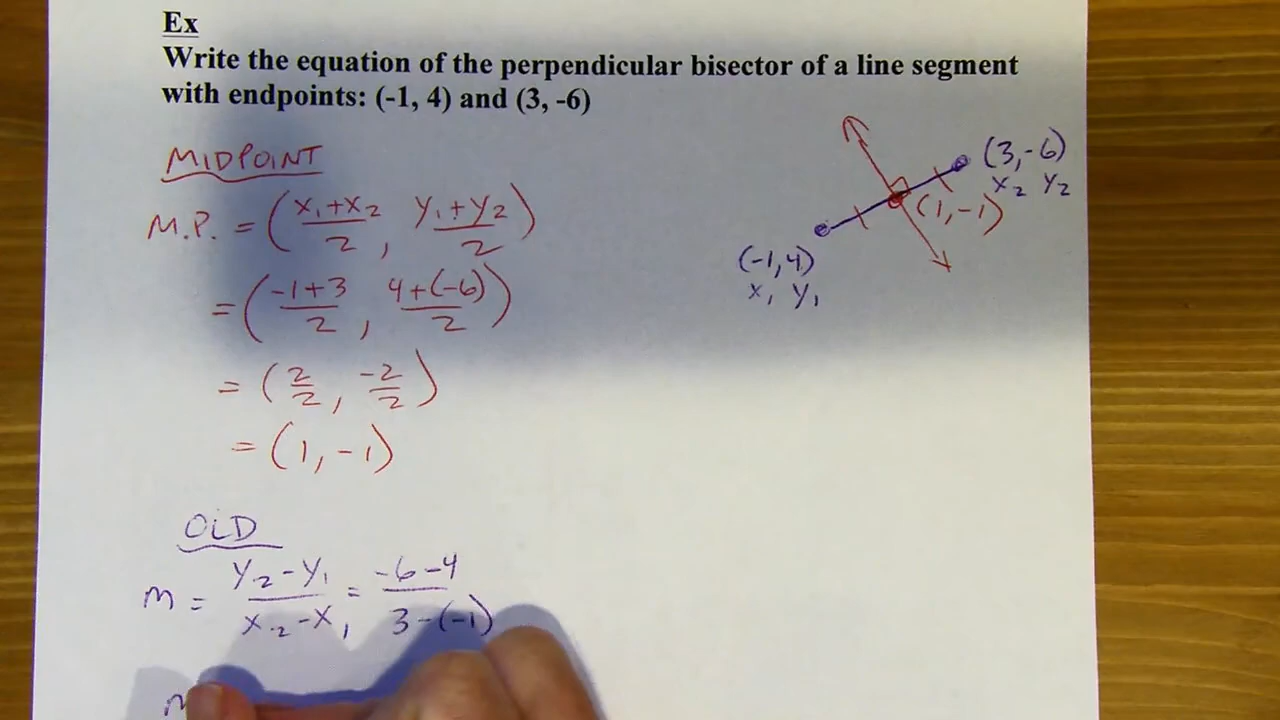 Ex
Write the equation of the perpendicular bisector of a line segment
with endpoints: (-1, 4) and (3, -6)
MIDPOINT
M.P. = (x₁+x₂/2, y₁+y₂/2)
= (-1+3/2, 4+(-6)/2)
= (2/2, -2/2)
= (1, -1)
(3, -6)
x₂ y₂
(1, -1)
(-1, 4)
x₁ y₁
OLD
m = y₂-y₁/x₂-x₁ = -6-4/3-(-1)